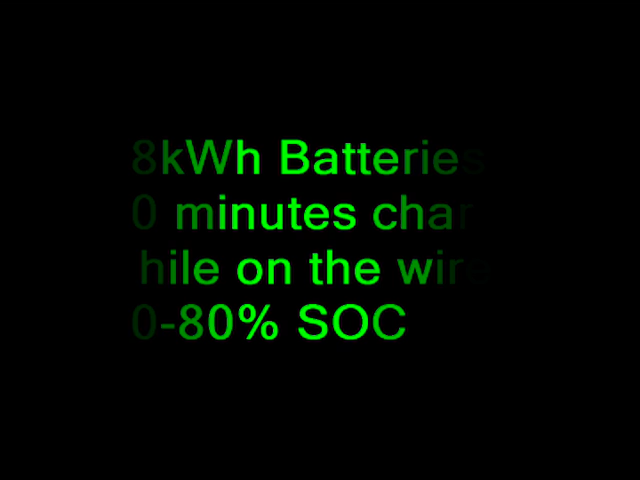 8kWh Batteries
0 minutes char
hile on the wire
0-80% SOC